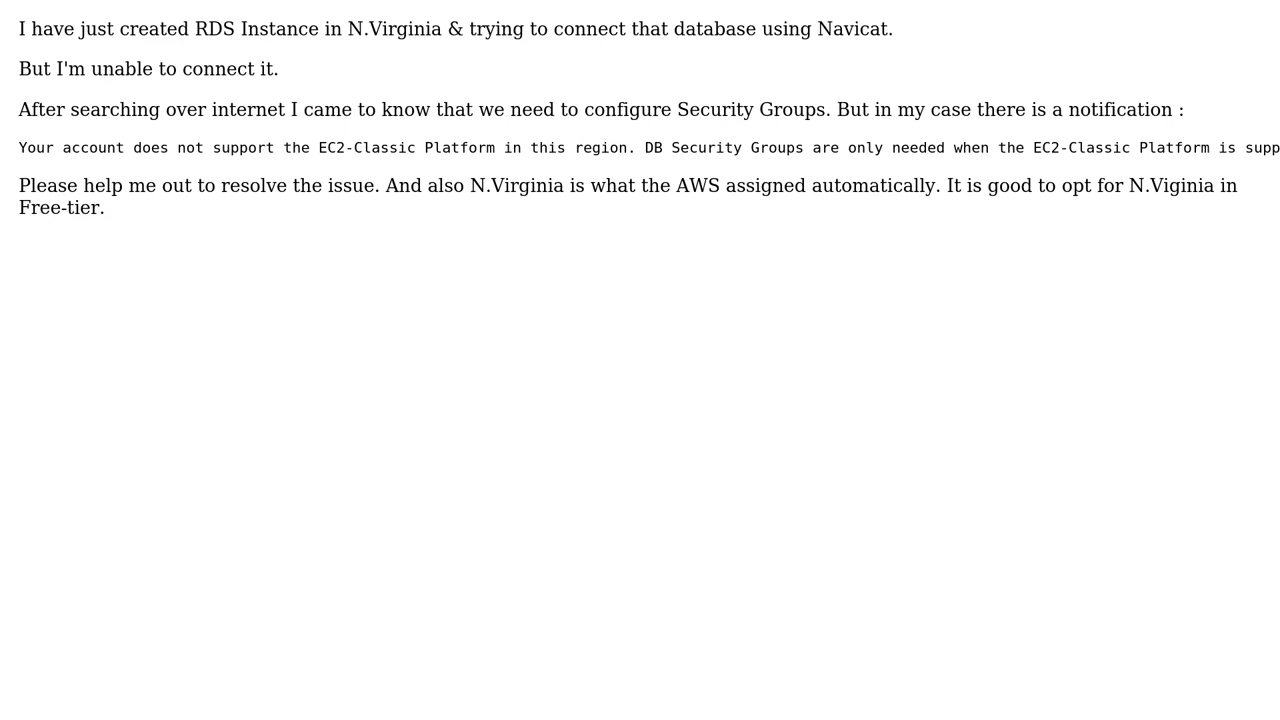 I have just created RDS Instance in N.Virginia & trying to connect that database using Navicat.
But I'm unable to connect it.
After searching over internet I came to know that we need to configure Security Groups. But in my case there is a notification :
Your account does not support the EC2-Classic Platform in this region. DB Security Groups are only needed when the EC2-Classic Platform is supp
Please help me out to resolve the issue. And also N.Virginia is what the AWS assigned automatically. It is good to opt for N.Viginia in
Free-tier.